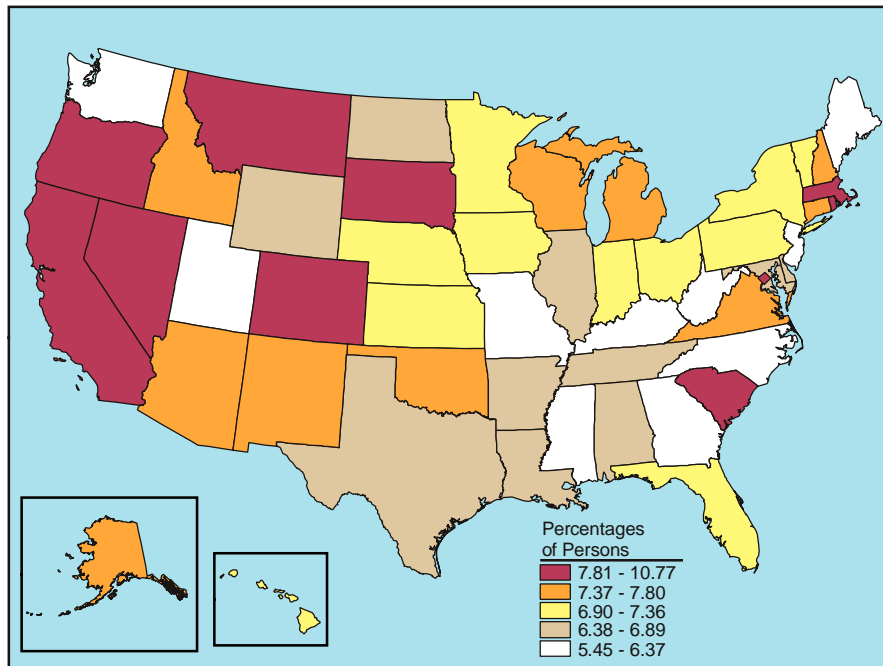 Percentages
of Persons
7.81 - 10.77
7.37 - 7.80
6.90 - 7.36
6.38 - 6.89
5.45 - 6.37